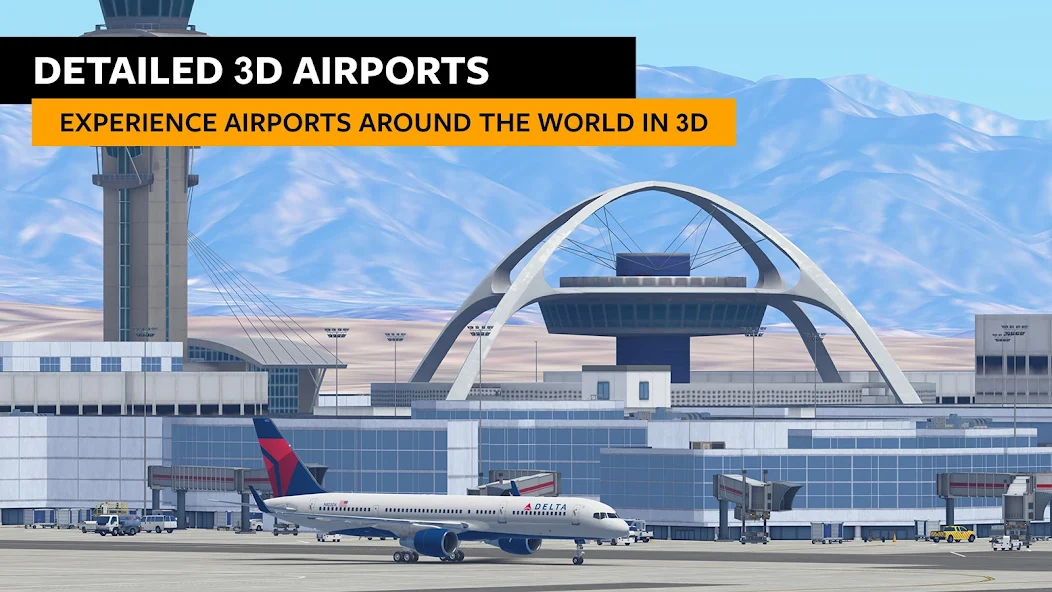 DETAILED 3D AIRPORTS
EXPERIENCE AIRPORTS AROUND THE WORLD IN 3D
DELTA